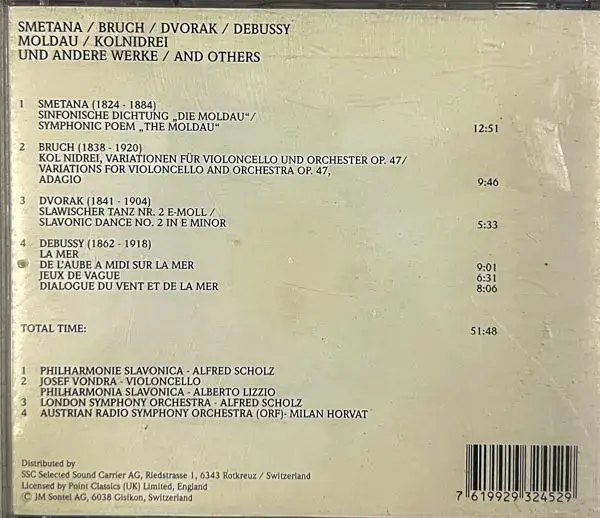 SMETANA / BRUCH / DVORAK / DEBUSSY
MOLDAU / KOLNIDREI
UND ANDERE WERKE / AND OTHERS
1 SMETANA (1824 - 1884)
SINFONISCHE DICHTUNG „DIE MOLDAU“/
SYMPHONIC POEM „THE MOLDAU“ 12:51
2 BRUCH (1838 - 1920)
KOL NIDREI, VARIATIONEN FÜR VIOLONCELLO UND ORCHESTER OP. 47/
VARIATIONS FOR VIOLONCELLO AND ORCHESTRA OP. 47,
ADAGIO 9:46
3 DVORAK (1841 - 1904)
SLAWISCHER TANZ NR. 2 E-MOLL /
SLAVONIC DANCE NO. 2 IN E MINOR 5:33
4 DEBUSSY (1862 - 1918)
LA MER
DE L'AUBE A MIDI SUR LA MER 9:01
JEUX DE VAGUE 6:31
DIALOGUE DU VENT ET DE LA MER 8:06
TOTAL TIME: 51:48
1 PHILHARMONIE SLAVONICA - ALFRED SCHOLZ
2 JOSEF VONDRA - VIOLONCELLO
PHILHARMONIA SLAVONICA - ALBERTO LIZZIO
3 LONDON SYMPHONY ORCHESTRA - ALFRED SCHOLZ
4 AUSTRIAN RADIO SYMPHONY ORCHESTRA (ORF)- MILAN HORVAT
Distributed by
SSC Selected Sound Carrier AG, Riedstrasse 1, 6343 Rotkreuz / Switzerland
Licensed by Point Classics (UK) Limited, England
© JM Sontel AG, 6038 Gisikon, Switzerland
7 619929 324529